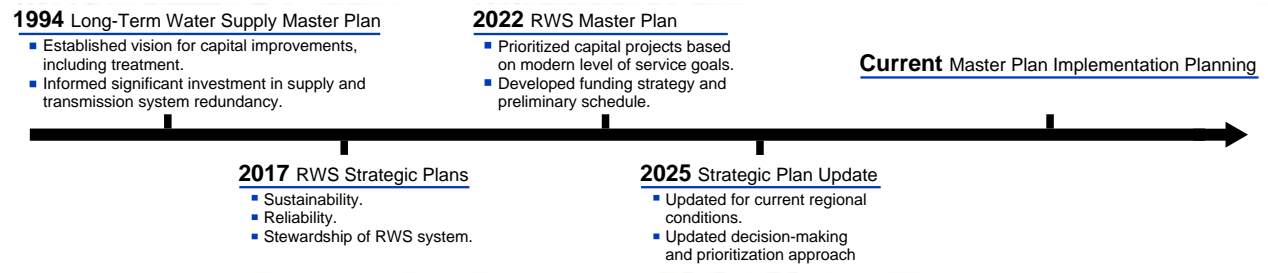 1994 Long-Term Water Supply Master Plan
Established vision for capital improvements,
including treatment.
Informed significant investment in supply and
transmission system redundancy.
2022 RWS Master Plan
Prioritized capital projects based
on modern level of service goals.
Developed funding strategy and
preliminary schedule.
Current Master Plan Implementation Planning
2017 RWS Strategic Plans
Sustainability.
Reliability.
Stewardship of RWS system.
2025 Strategic Plan Update
Updated for current regional
conditions.
Updated decision-making
and prioritization approach